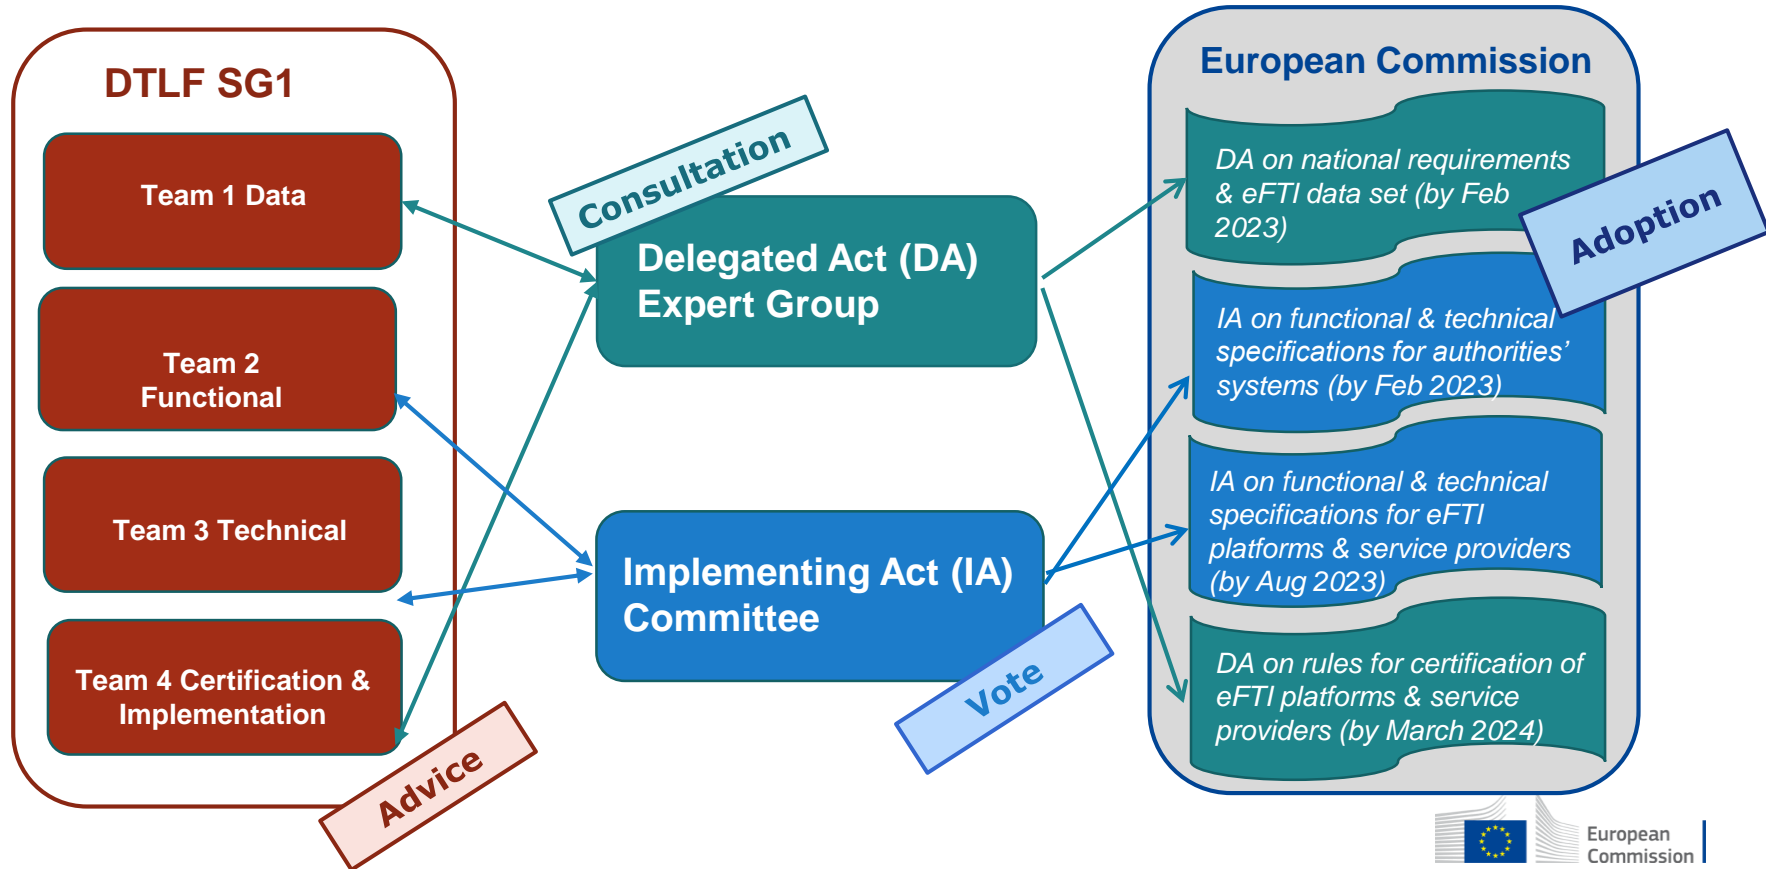 DTLF SG1
Team 1 Data
Team 2
Functional
Team 3 Technical
Team 4 Certification &
Implementation
Advice
Consultation
Delegated Act (DA)
Expert Group
Implementing Act (IA)
Committee
Vote
European Commission
DA on national requirements
& eFTI data set (by Feb
2023)
Adoption
IA on functional & technical
specifications for authorities’
systems (by Feb 2023)
IA on functional & technical
specifications for eFTI
platforms & service providers
(by Aug 2023)
DA on rules for certification of
eFTI platforms & service
providers (by March 2024)
European
Commission